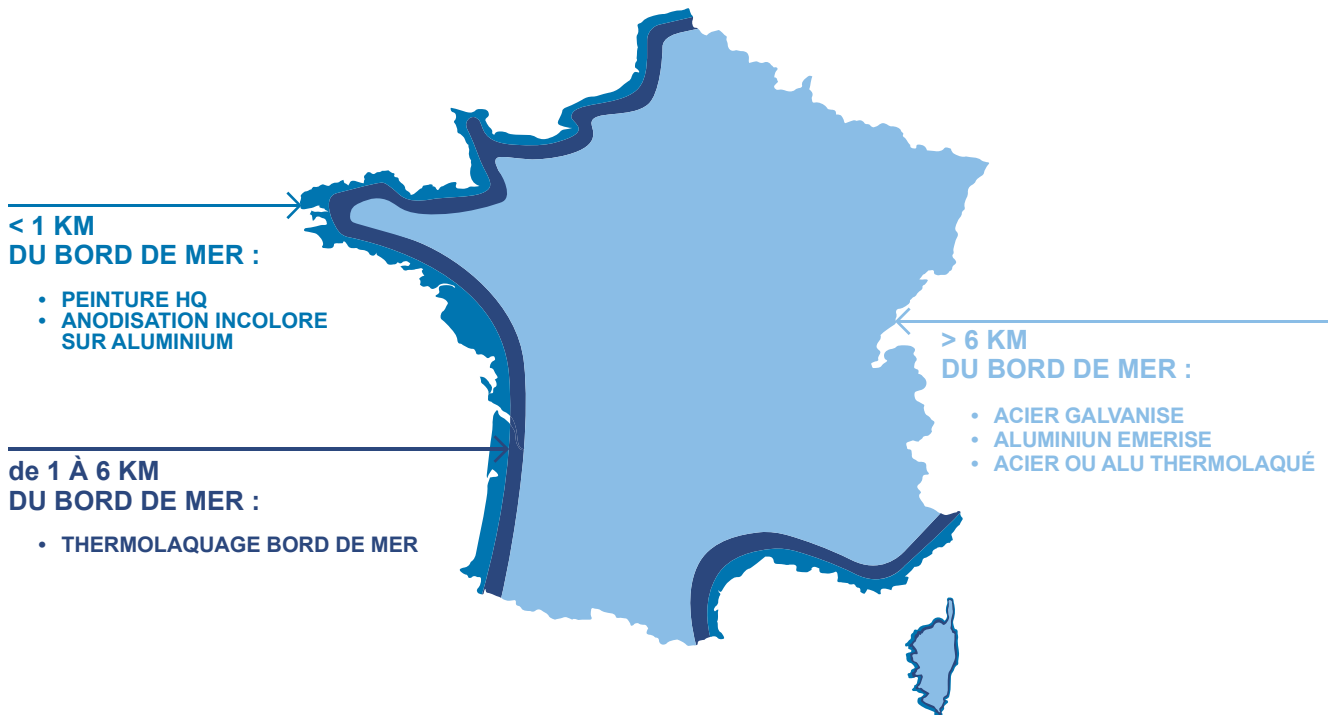 < 1 KM
DU BORD DE MER :
• PEINTURE HQ
• ANODISATION INCOLORE
SUR ALUMINIUM
de 1 À 6 KM
DU BORD DE MER :
• THERMOLAQUAGE BORD DE MER
> 6 KM
DU BORD DE MER :
• ACIER GALVANISE
• ALUMINIUN EMERISE
• ACIER OU ALU THERMOLAQUÉ